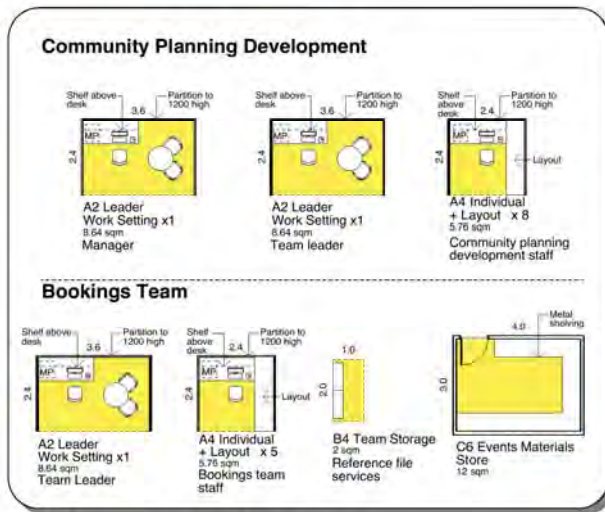 Community Planning Development
Shelf above
desk
Partition to
1200 high
3.6
2.4
MP
A2 Leader
Work Setting x1
8.64 sqm
Manager
Shelf above
desk
Partition to
1200 high
3.6
2.4
MP
A2 Leader
Work Setting x1
8.64 sqm
Team leader
Shelf
above
desk
Partition to
1200 high
2.4
2.4
MP
Layout
A4 Individual
+ Layout x 8
5.76 sqm
Community planning
development staff
Bookings Team
Shelf above
desk
Partition to
1200 high
3.6
2.4
MP
A2 Leader
Work Setting x1
8.64 sqm
Team Leader
Shelf above
desk
Partition to
1200 high
2.4
2.4
MP
Layout
A4 Individual
+ Layout x 5
5.76 sqm
Bookings team
staff
1.0
2.0
B4 Team Storage
2 sqm
Reference file
services
Metal
shelving
4.0
3.0
C6 Events Materials
Store
12 sqm